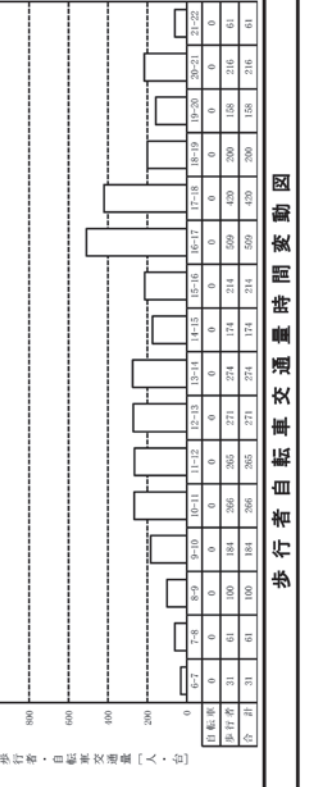 歩行者・自転車交通量〔人・台〕
800
600
400
200
0
6-7 7-8 8-9 9-10 10-11 11-12 12-13 13-14 14-15 15-16 16-17 17-18 18-19 19-20 20-21 21-22
自転車 0 0 0 0 0 0 0 0 0 0 0 0 0 0 0 0
歩行者 31 61 100 184 266 265 271 274 174 214 509 420 200 158 216 61
合計 31 61 100 184 266 265 271 274 174 214 509 420 200 158 216 61
歩行者自転車交通量時間変動図